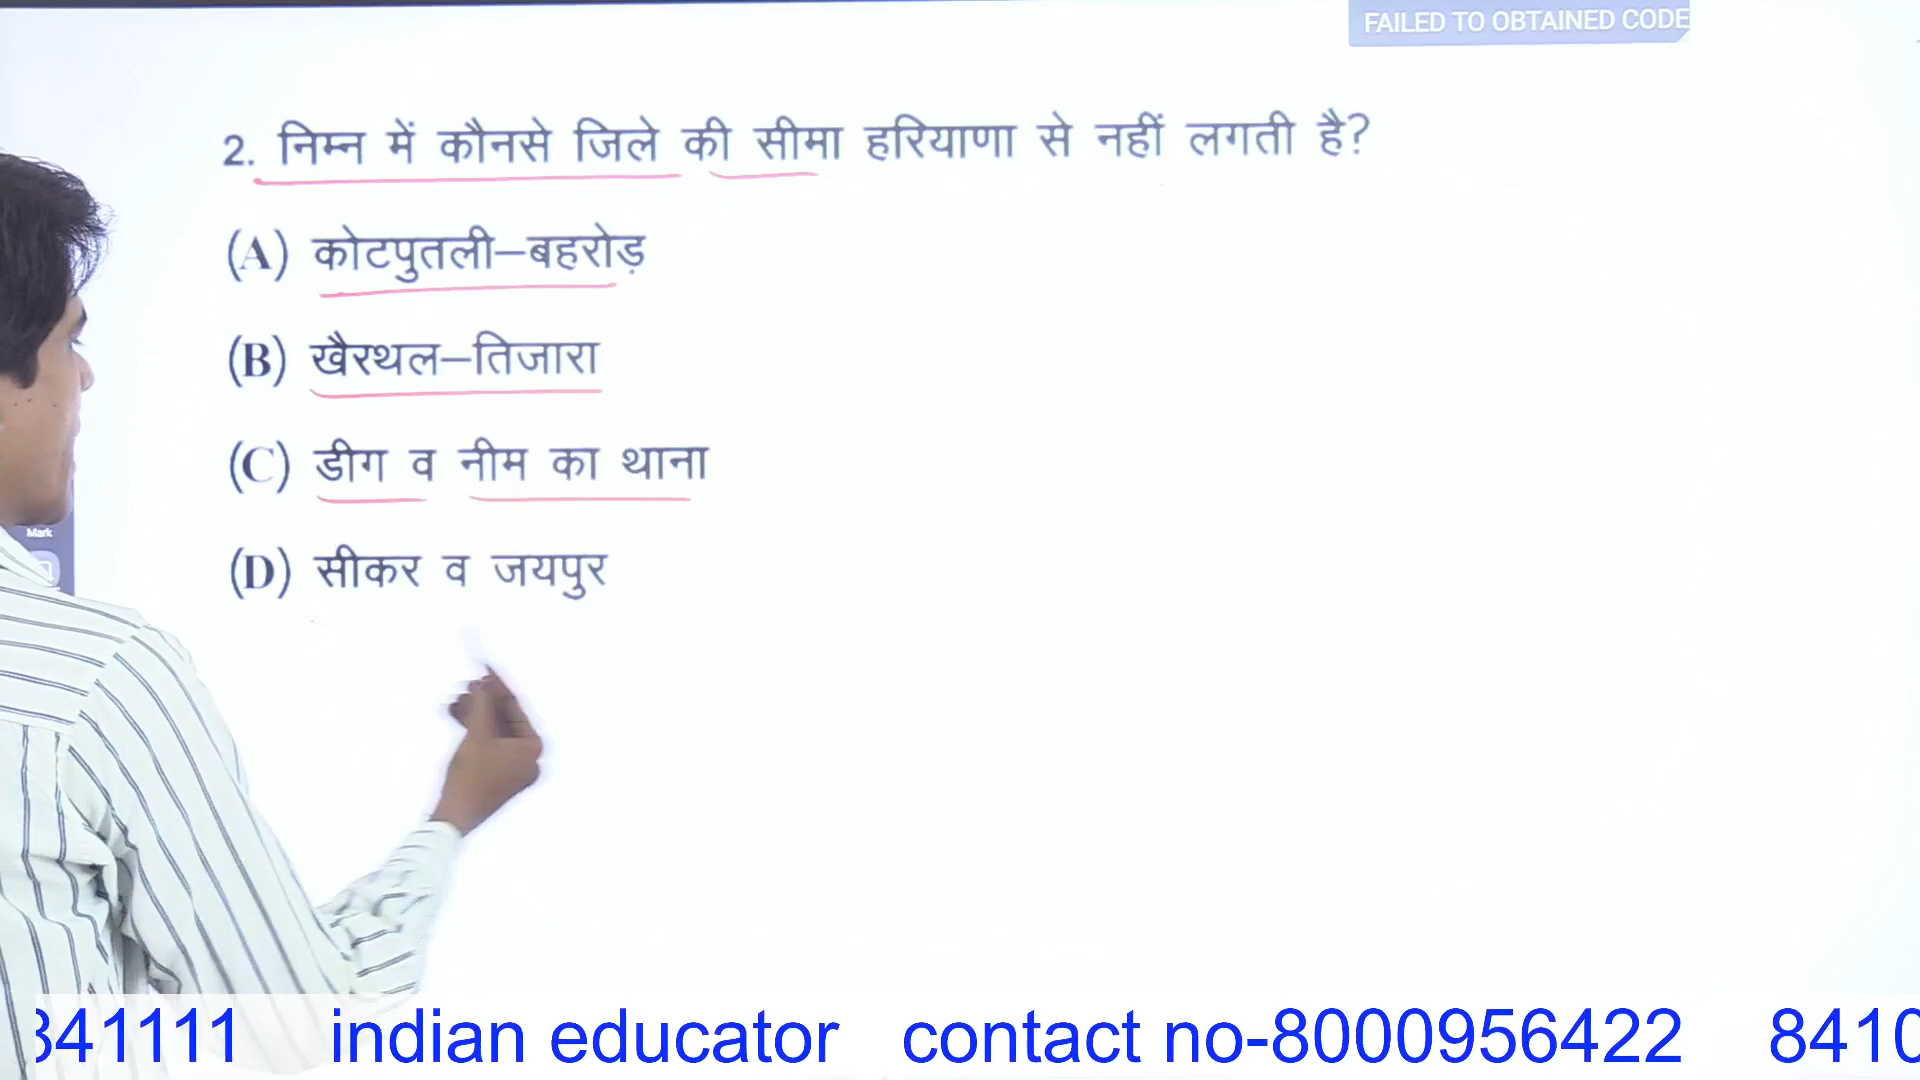 FAILED TO OBTAINED CODE
2. निम्न में कौनसे जिले की सीमा हरियाणा से नहीं लगती है?
(A) कोटपुतली–बहरोड़
(B) खैरथल–तिजारा
(C) डीग व नीम का थाना
(D) सीकर व जयपुर
Mark
341111 indian educator contact no-8000956422 8410